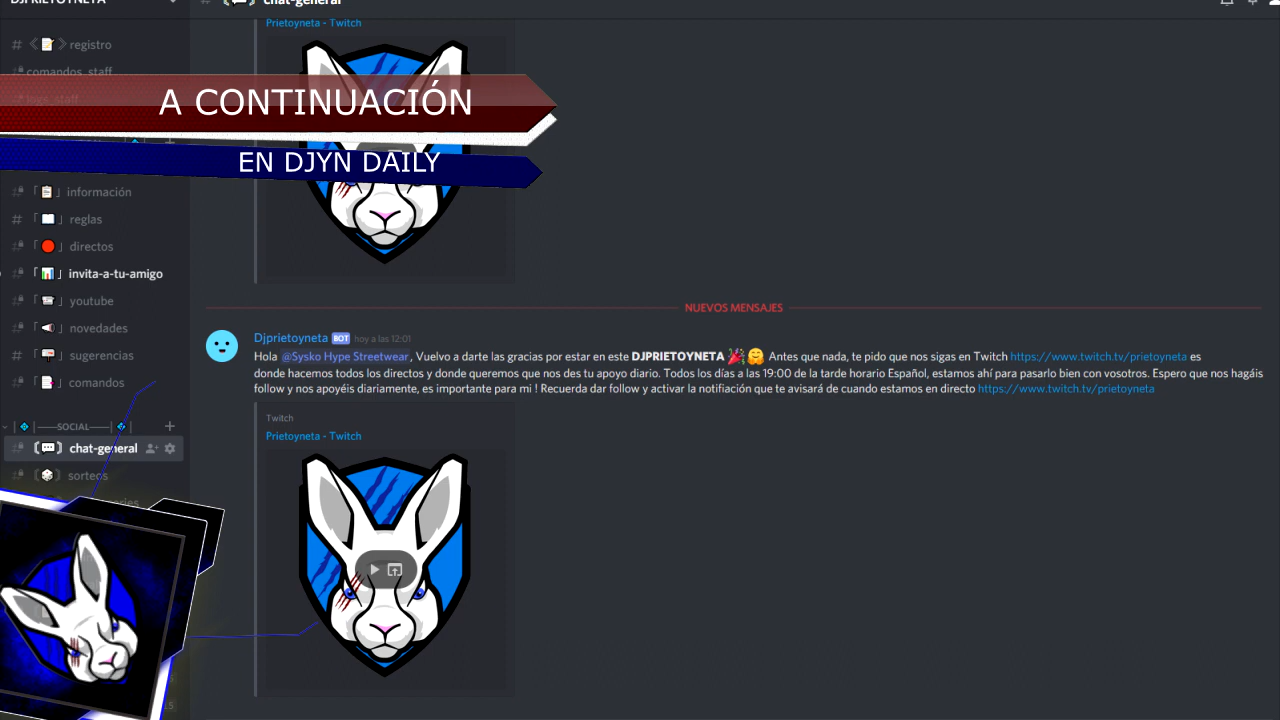 DJPRIETOYNETA
chat-general
registro
comandos_staff
logs_staff
A CONTINUACIÓN
EN DJYN DAILY
información
reglas
directos
invita-a-tu-amigo
youtube
novedades
sugerencias
comandos
SOCIAL
chat-general
sorteos
Prietoyneta - Twitch
NUEVOS MENSAJES
Djprietoyneta BOT hoy a las 12:01
Hola @Sysko Hype Streetwear, Vuelvo a darte las gracias por estar en este DJPRIETOYNETA 🎉🤗 Antes que nada, te pido que nos sigas en Twitch https://www.twitch.tv/prietoyneta es
donde hacemos todos los directos y donde queremos que nos des tu apoyo diario. Todos los días a las 19:00 de la tarde horario Español, estamos ahí para pasarlo bien con vosotros. Espero que nos hagáis
follow y nos apoyéis diariamente, es importante para mi ! Recuerda dar follow y activar la notifiación que te avisará de cuando estamos en directo https://www.twitch.tv/prietoyneta
Twitch
Prietoyneta - Twitch